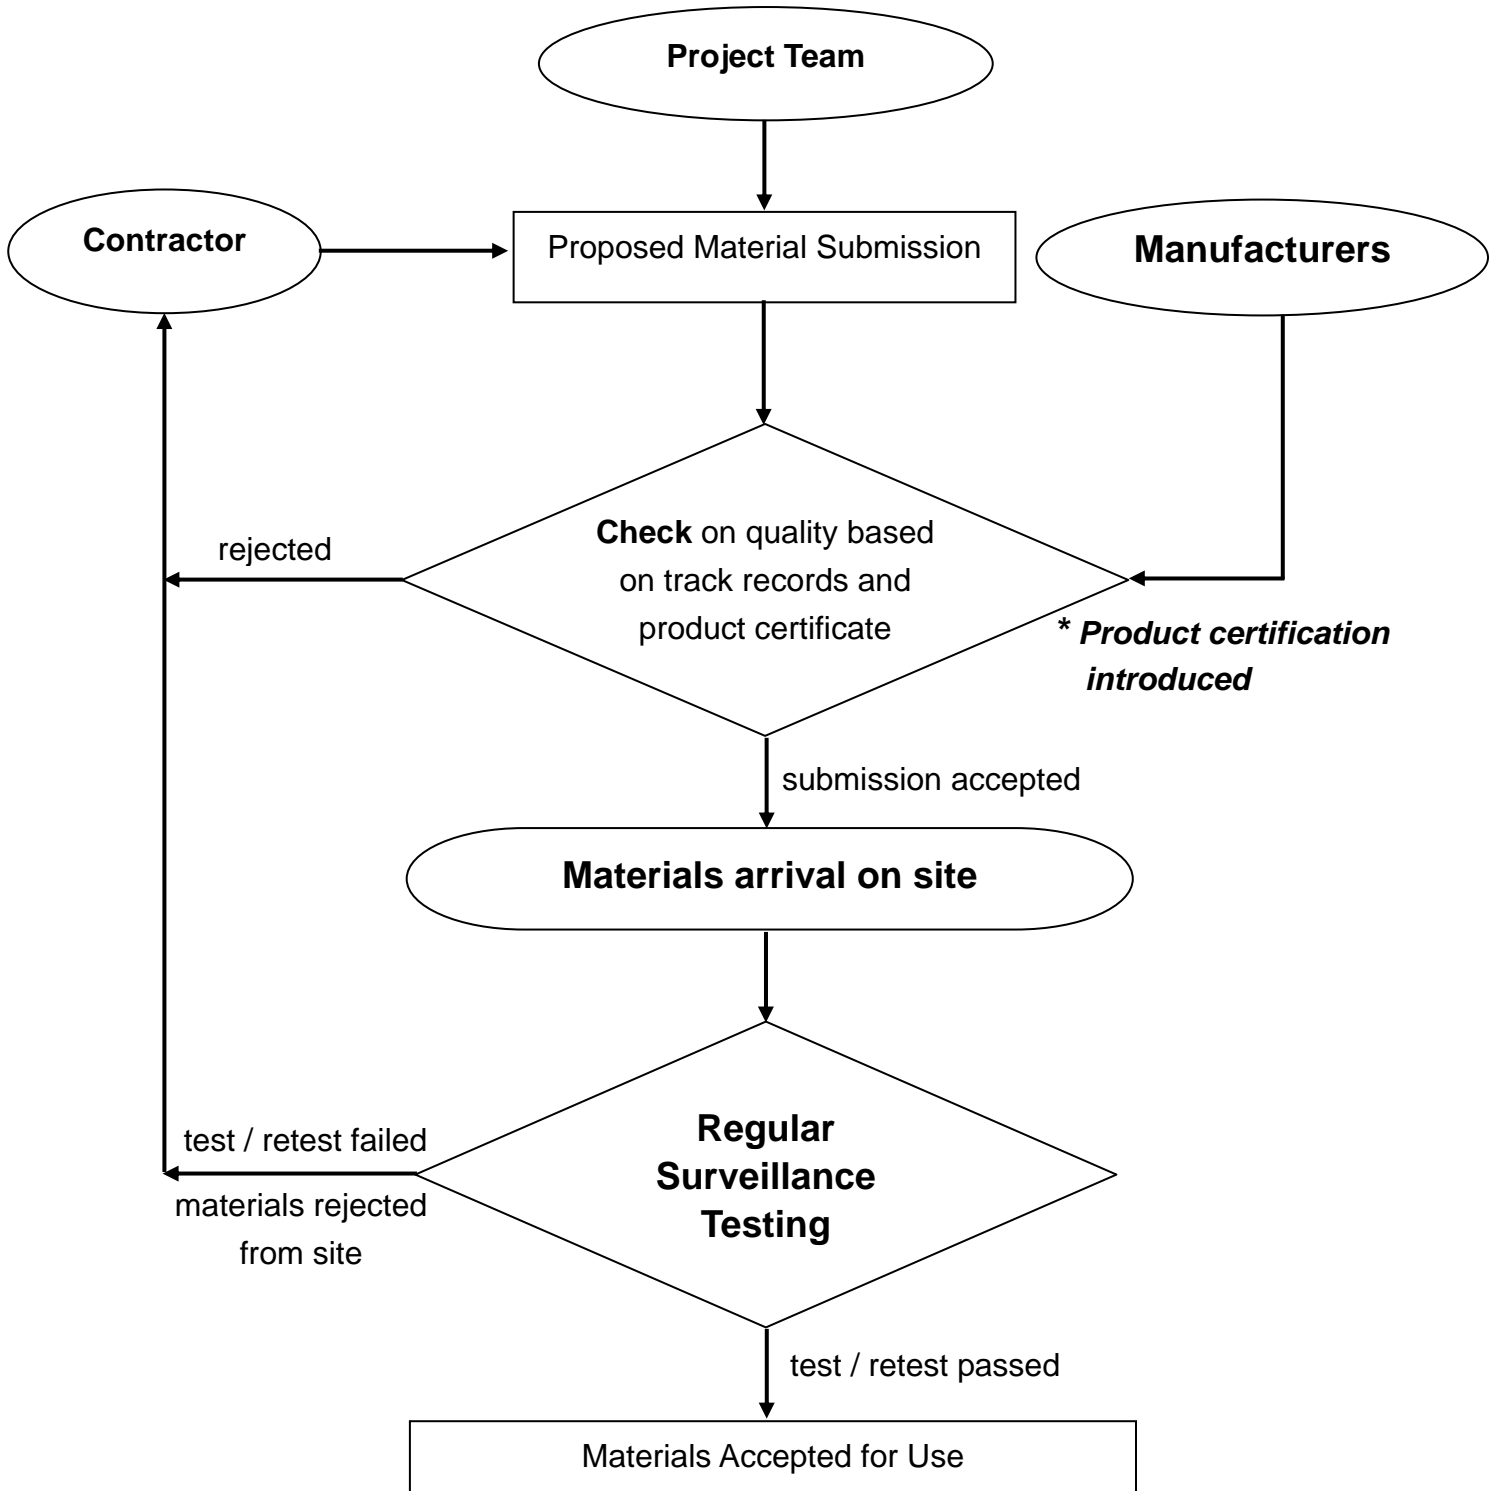 Project Team
Contractor
Proposed Material Submission
Manufacturers
rejected
Check on quality based
on track records and
product certificate
* Product certification
introduced
submission accepted
Materials arrival on site
test / retest failed
materials rejected
from site
Regular
Surveillance
Testing
test / retest passed
Materials Accepted for Use